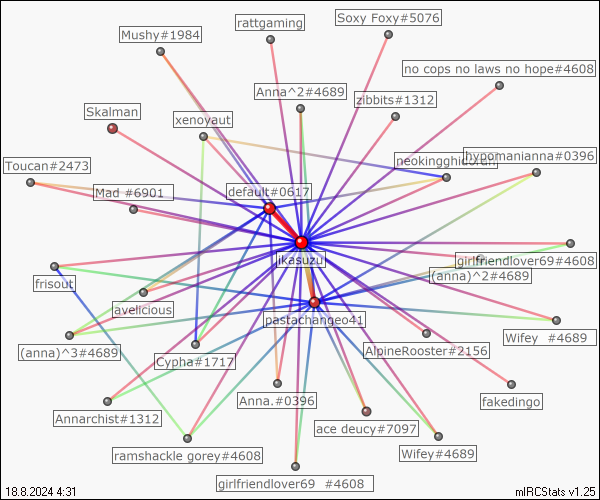 Mushy#1984
rattgaming
Soxy Foxy#5076
no cops no laws no hope#4608
Anna^2#4689
zibbits#1312
Skalman
xenoyaut
hypomanianna#0396
Toucan#2473
Mad #6901
default#0617
jkasuzu
girlfriendlover69#4608
(anna)^2#4689
frisout
avelicious
pastachangeo41
(anna)^3#4689
Cypha#1717
AlpineRooster#2156
Wifey #4689
Annarchist#1312
Anna.#0396
fakedingo
ace deucy#7097
ramshackle gorey#4608
Wifey#4689
girlfriendlover69 #4608
18.8.2024 4:31
mIRCStats v1.25